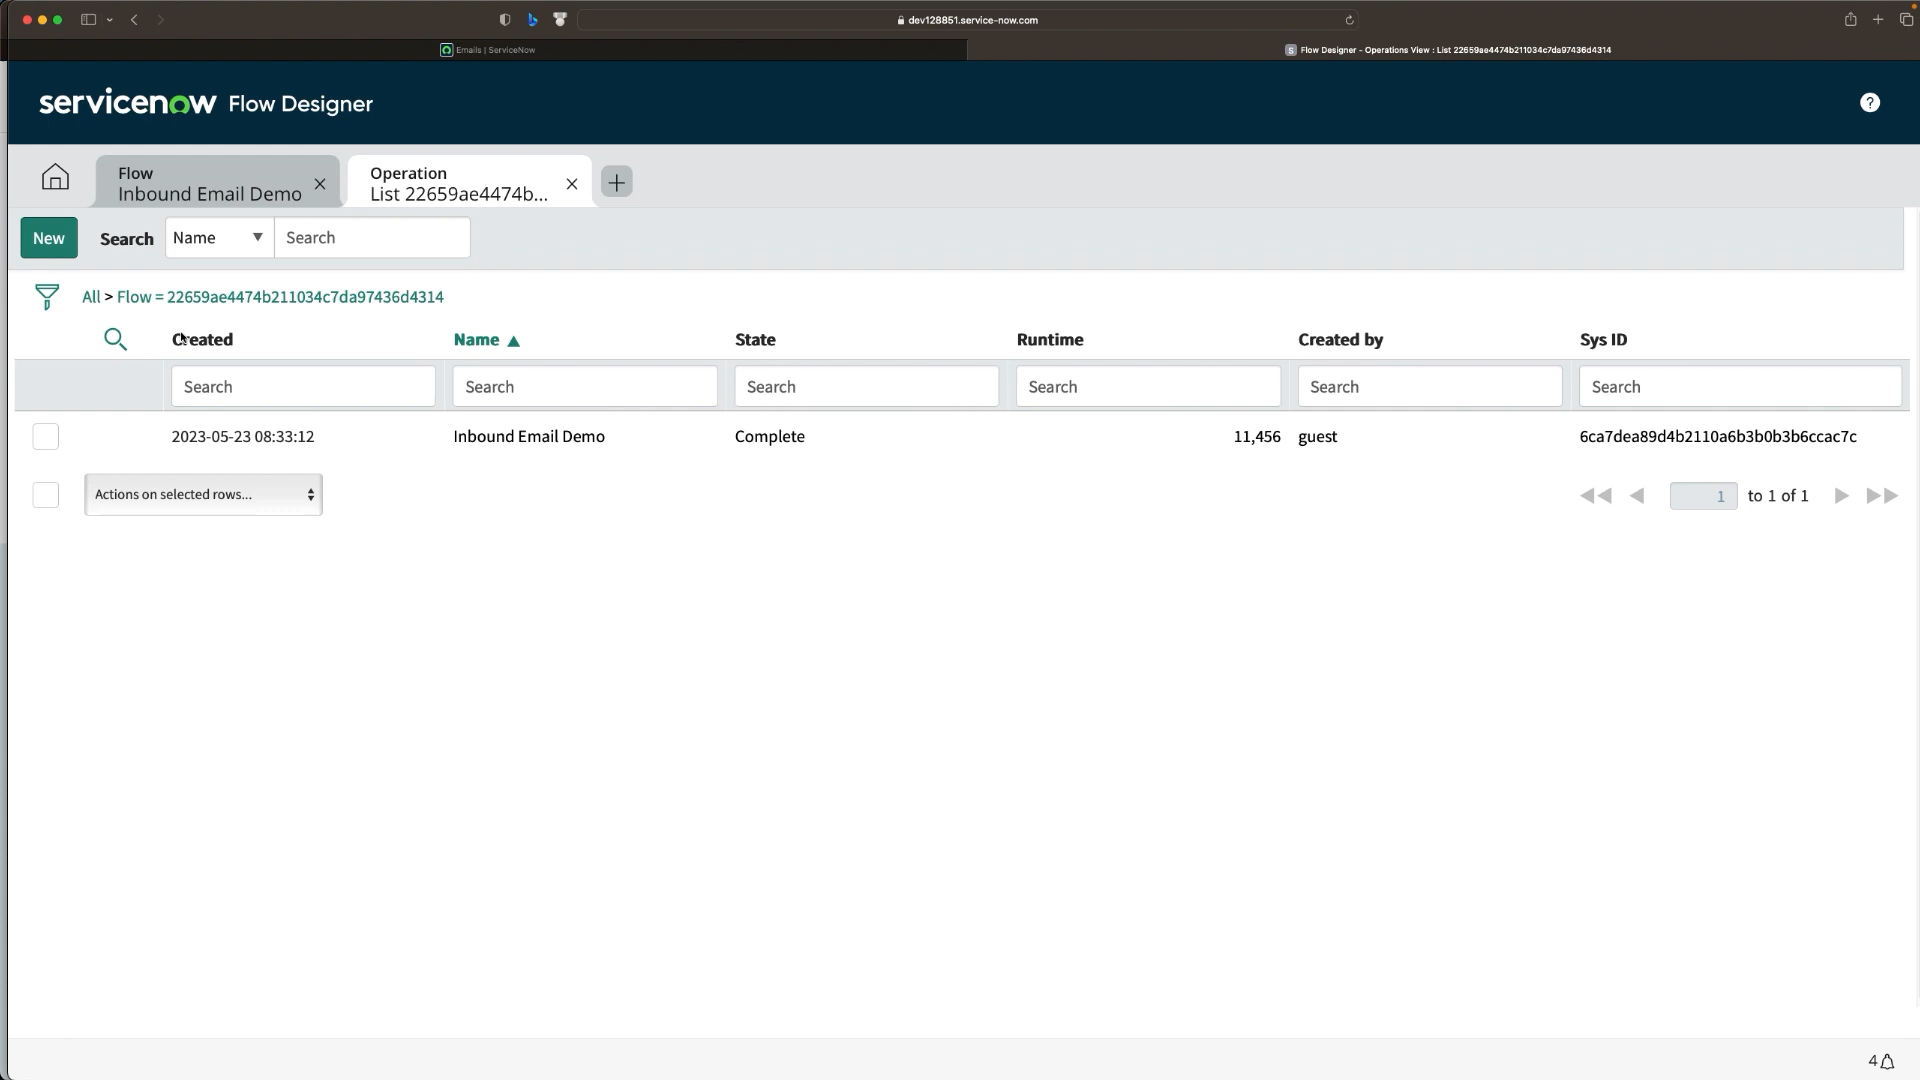 dev128851.service-now.com
Emails | ServiceNow
S Flow Designer - Operations View : List 22659ae4474b211034c7da97436d4314
servicenow Flow Designer
?
Flow
Inbound Email Demo
Operation
List 22659ae4474b...
New
Search
Name
Search
All > Flow = 22659ae4474b211034c7da97436d4314
Created
Name
State
Runtime
Created by
Sys ID
Search
Search
Search
Search
Search
Search
2023-05-23 08:33:12
Inbound Email Demo
Complete
11,456
guest
6ca7dea89d4b2110a6b3b0b3b6ccac7c
Actions on selected rows...
1 to 1 of 1
4